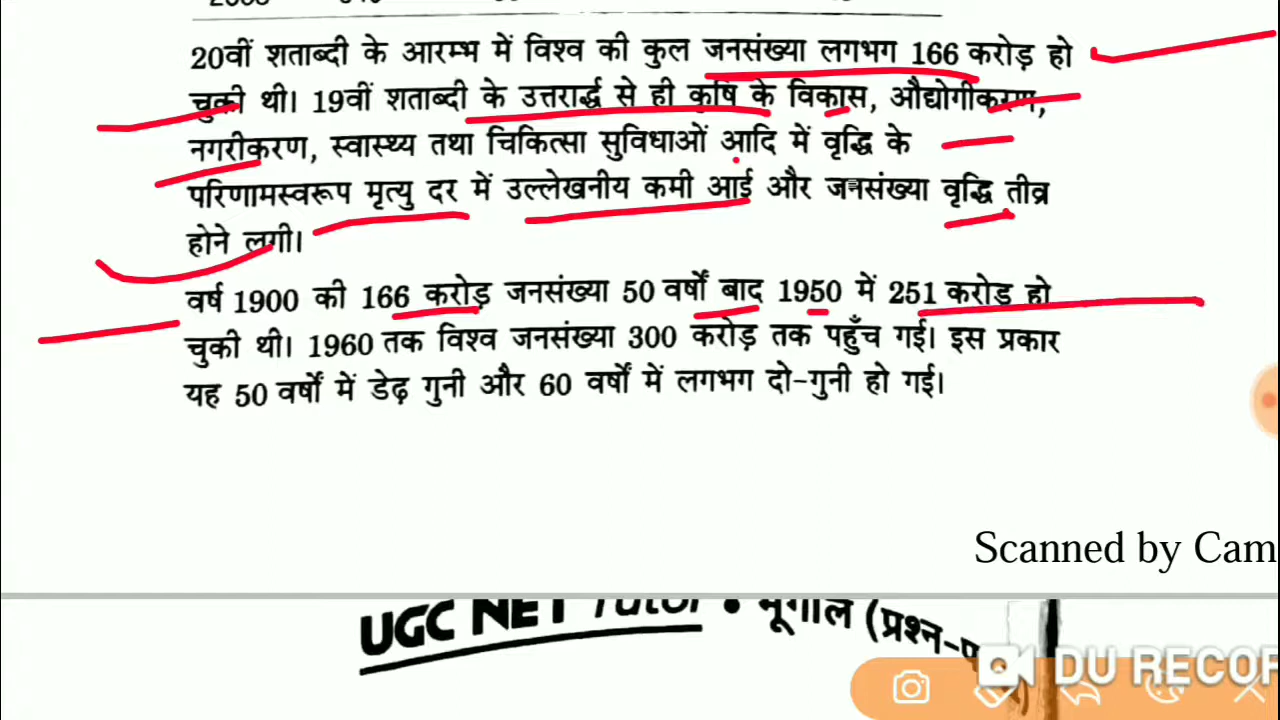 20वीं शताब्दी के आरम्भ में विश्व की कुल जनसंख्या लगभग 166 करोड़ हो
चुकी थी। 19वीं शताब्दी के उत्तरार्द्ध से ही कृषि के विकास, औद्योगीकरण,
नगरीकरण, स्वास्थ्य तथा चिकित्सा सुविधाओं आदि में वृद्धि के
परिणामस्वरूप मृत्यु दर में उल्लेखनीय कमी आई और जनसंख्या वृद्धि तीव्र
होने लगी।
वर्ष 1900 की 166 करोड़ जनसंख्या 50 वर्षों बाद 1950 में 251 करोड़ हो
चुकी थी। 1960 तक विश्व जनसंख्या 300 करोड़ तक पहुँच गई। इस प्रकार
यह 50 वर्षों में डेढ़ गुनी और 60 वर्षों में लगभग दो-गुनी हो गई।
Scanned by Cam
UGC NET Tutor • भूगोल (प्रश्न-
DU RECOR